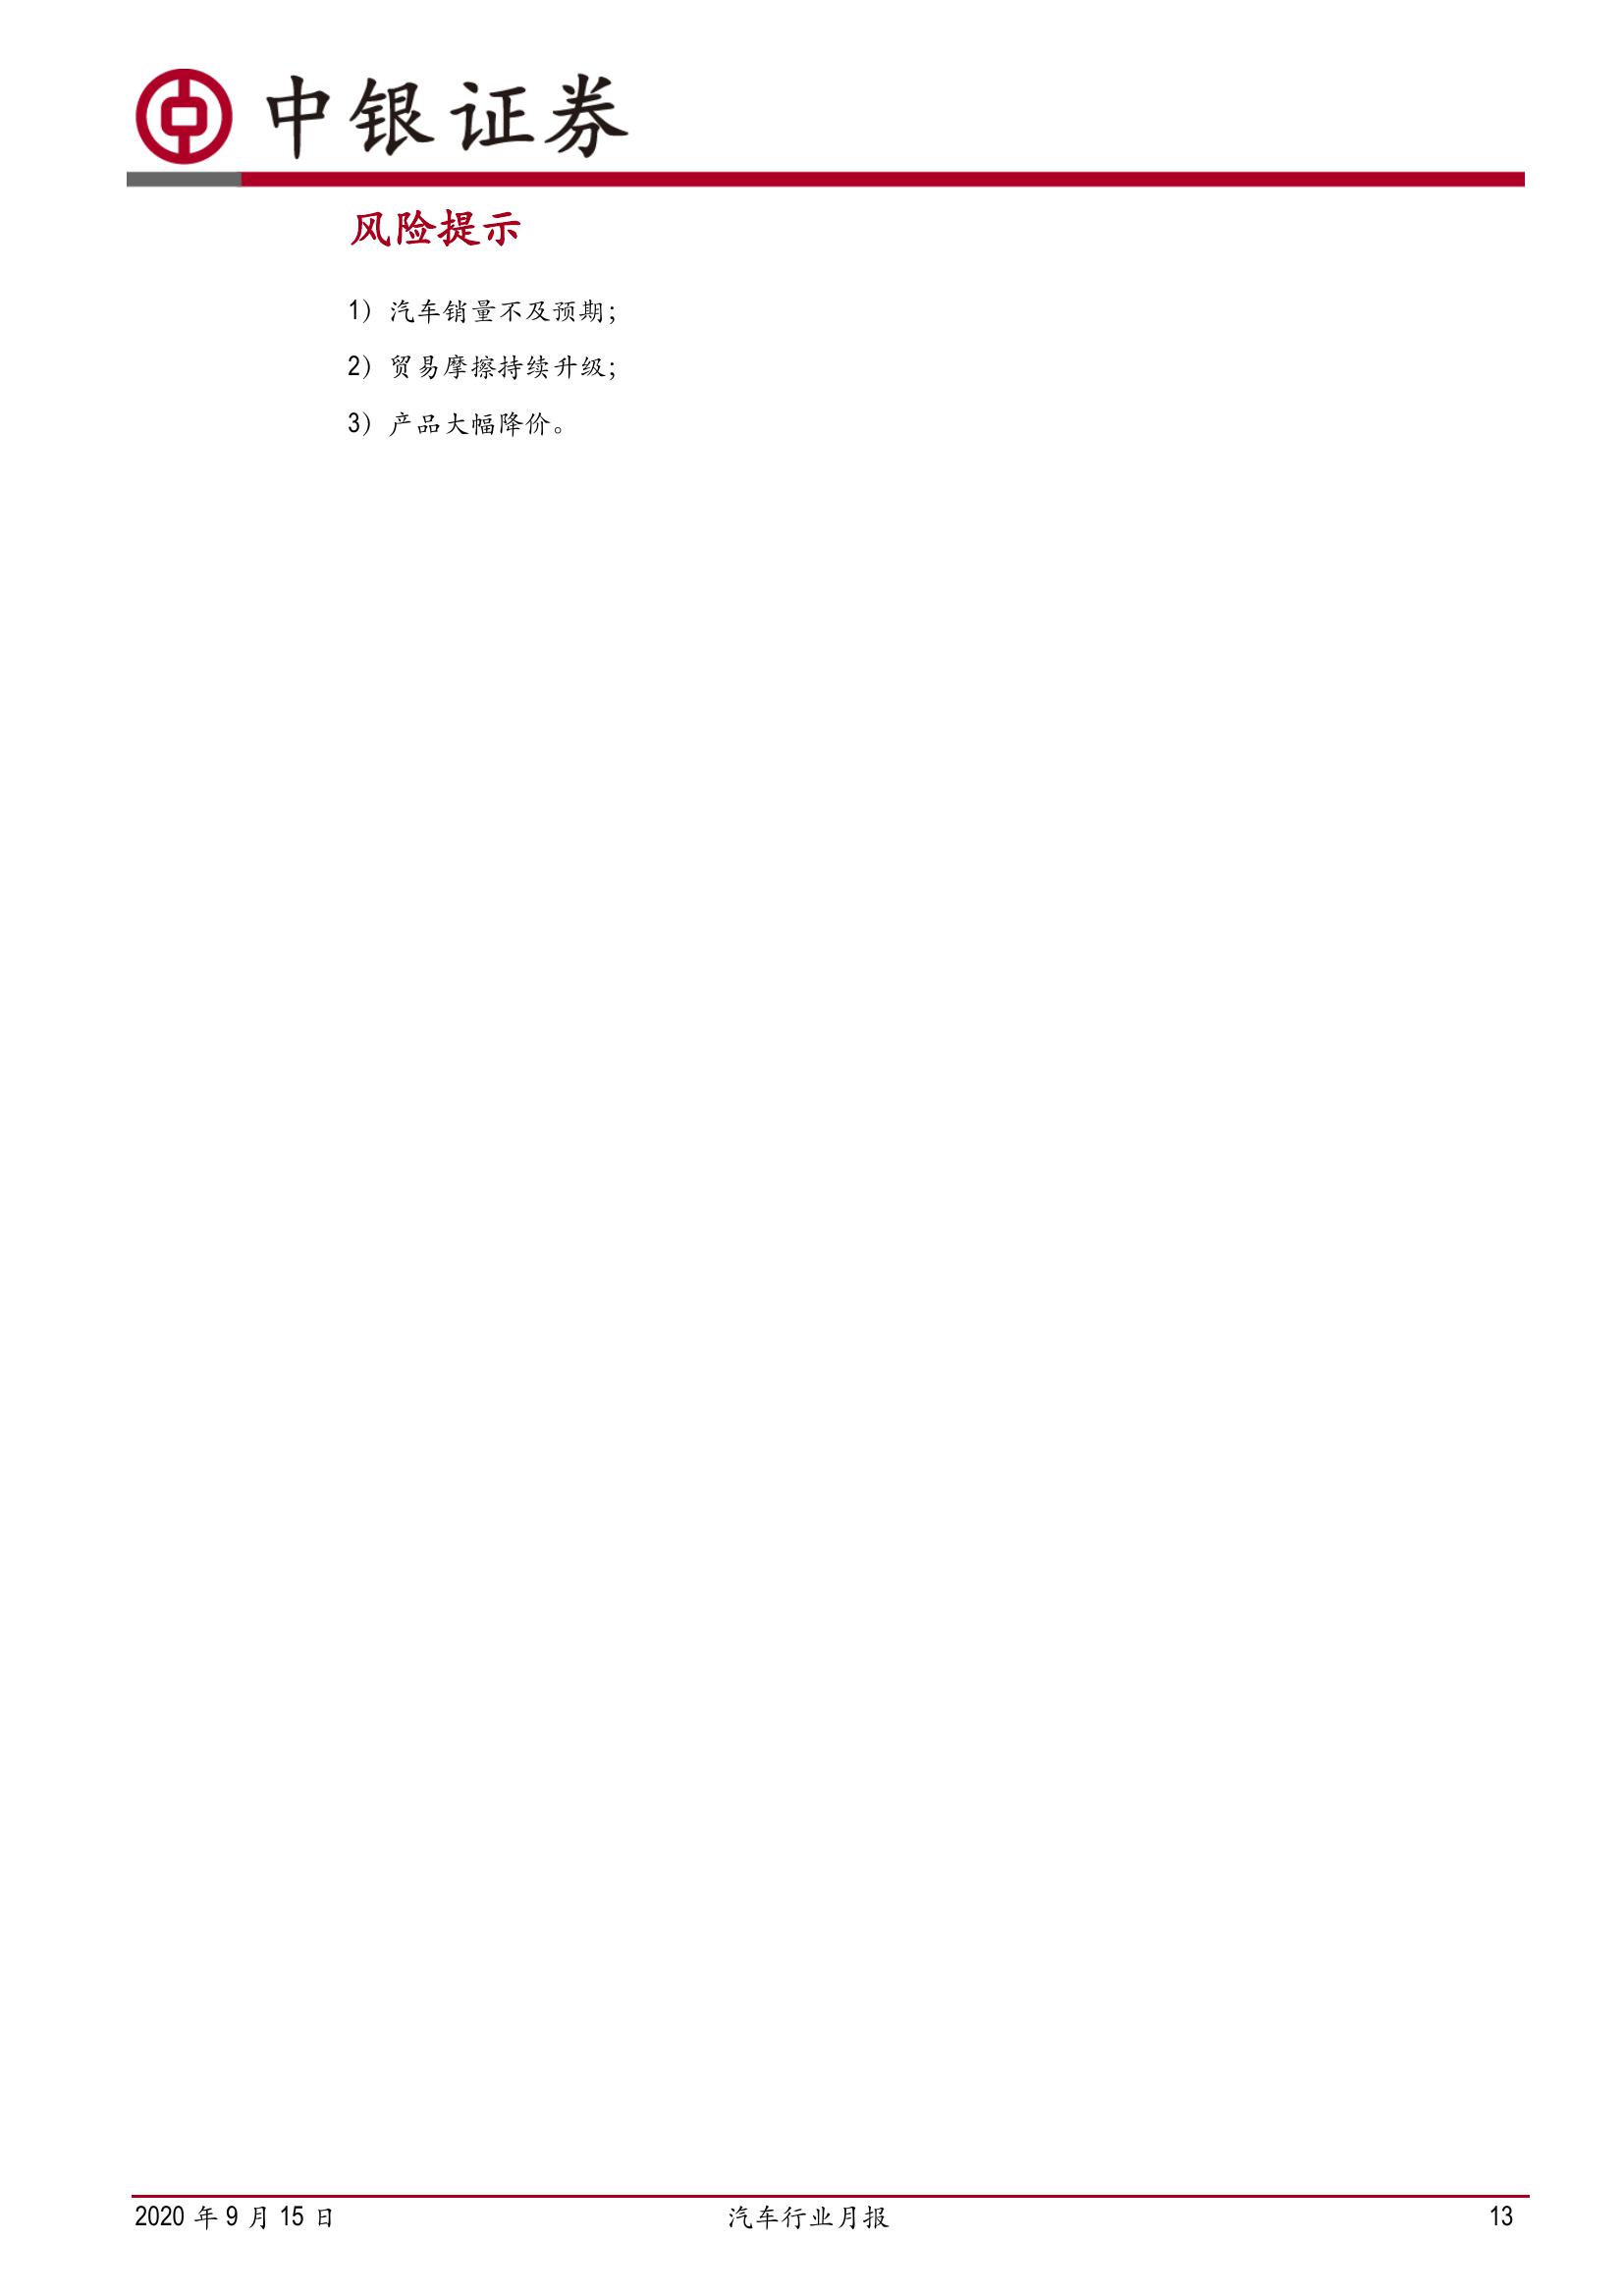 中银证券
风险提示
1）汽车销量不及预期；
2）贸易摩擦持续升级；
3）产品大幅降价。
2020 年 9 月 15 日 汽车行业月报 13